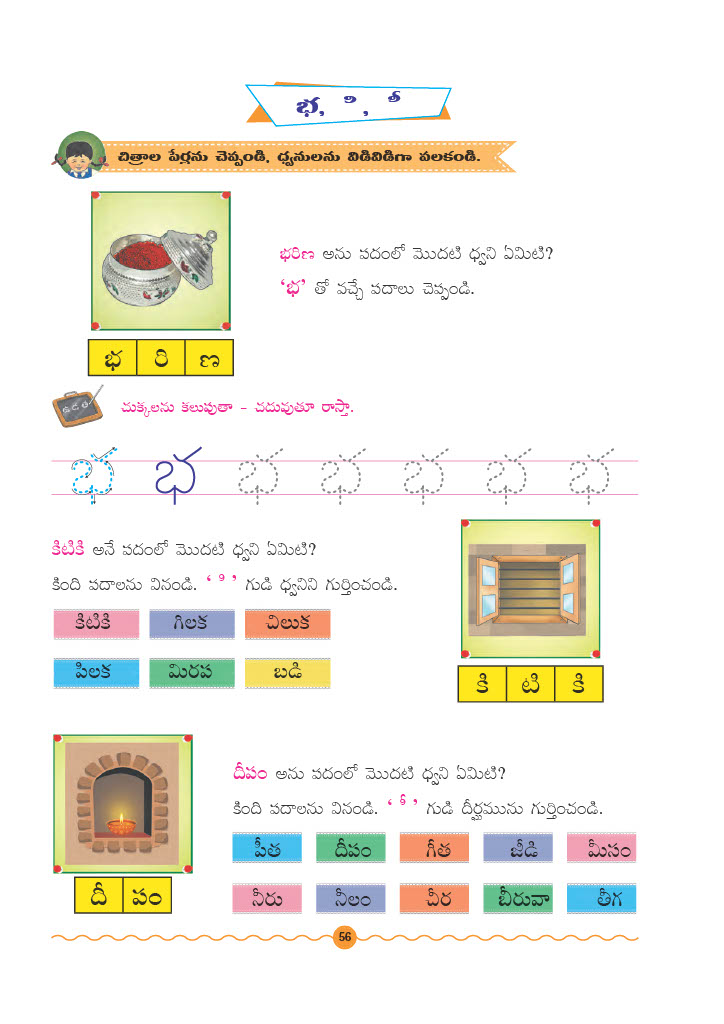 భ, ి , ీ
చిత్రాల పేర్లను చెప్పండి, ధ్వనులను విడివిడిగా పలకండి.
భరిణ అను పదంలో మొదటి ధ్వని ఏమిటి?
‘భ’ తో వచ్చే పదాలు చెప్పండి.
భ రి ణ
చుక్కలను కలుపుతా - చదువుతూ రాస్తా.
భ భ భ భ భ భ భ
కిటికి అనే పదంలో మొదటి ధ్వని ఏమిటి?
కింది పదాలను వినండి. ‘ ి ’ గుడి ధ్వనిని గుర్తించండి.
కిటికి గిలక చిలుక
పిలక మిరప బడి
కి టి కి
దీపం అను పదంలో మొదటి ధ్వని ఏమిటి?
కింది పదాలను వినండి. ‘ ీ ’ గుడి దీర్ఘమును గుర్తించండి.
పీత దీపం గీత జీడి మీసం
నీరు నీలం చీర బీరువా తీగ
దీ పం
56